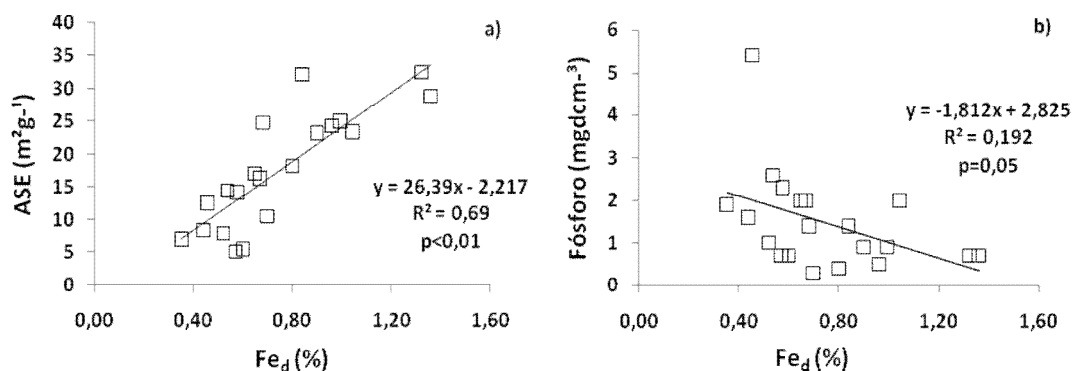 a)
ASE (m²g-¹)
40
35
30
25
20
15
10
5
0
y = 26,39x - 2,217
R² = 0,69
p<0,01
0,00 0,40 0,80 1,20 1,60
Fed (%)
b)
Fósforo (mgdcm-³)
6
5
4
3
2
1
0
y = -1,812x + 2,825
R² = 0,192
p=0,05
0,00 0,40 0,80 1,20 1,60
Fed (%)